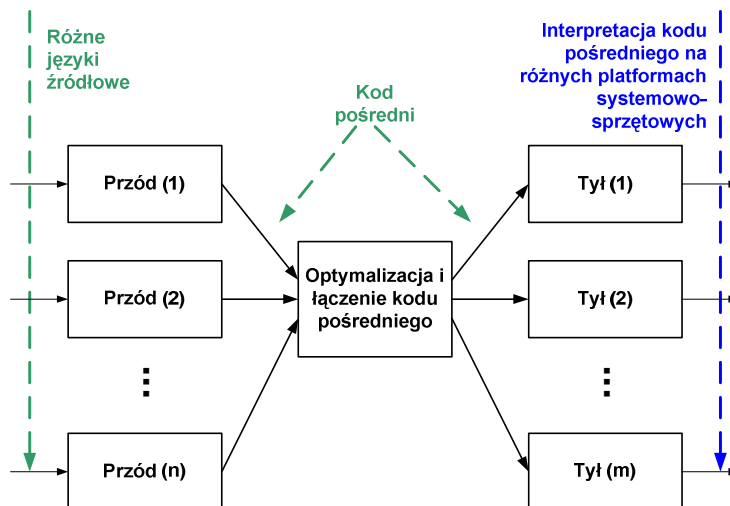 Różne
języki
źródłowe
Interpretacja kodu
pośredniego na
różnych platformach
systemowo-
sprzętowych
Kod
pośredni
Przód (1)
Tył (1)
Optymalizacja i
łączenie kodu
pośredniego
Przód (2)
Tył (2)
...
...
Przód (n)
Tył (m)